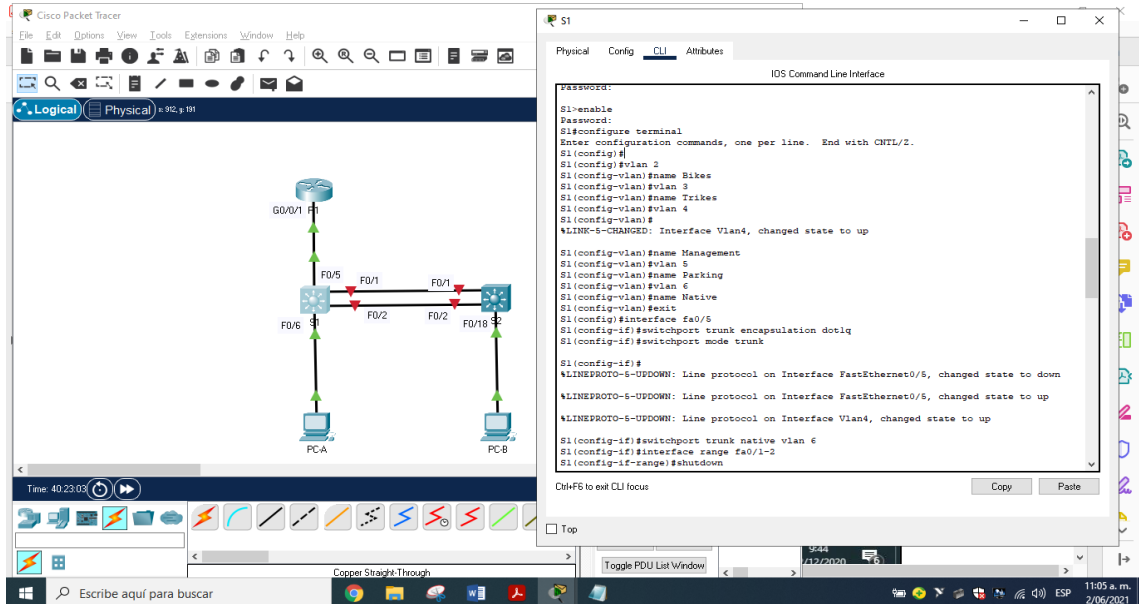 Cisco Packet Tracer
File Edit Options View Tools Extensions Window Help
Logical Physical x: 912, y: 191
G0/0/1 R1
F0/5
F0/1
F0/1
F0/6 S1
F0/2
F0/2
F0/18 S2
PC-A
PC-B
Time: 40:23:03
Copper Straight-Through
Toggle PDU List Window
S1
Physical Config CLI Attributes
IOS Command Line Interface
Password:
S1>enable
Password:
S1#configure terminal
Enter configuration commands, one per line. End with CNTL/Z.
S1(config)#
S1(config)#vlan 2
S1(config-vlan)#name Bikes
S1(config-vlan)#vlan 3
S1(config-vlan)#name Trikes
S1(config-vlan)#vlan 4
S1(config-vlan)#
%LINK-5-CHANGED: Interface Vlan4, changed state to up
S1(config-vlan)#name Management
S1(config-vlan)#vlan 5
S1(config-vlan)#name Parking
S1(config-vlan)#vlan 6
S1(config-vlan)#name Native
S1(config-vlan)#exit
S1(config)#interface fa0/5
S1(config-if)#switchport trunk encapsulation dot1q
S1(config-if)#switchport mode trunk
S1(config-if)#
%LINEPROTO-5-UPDOWN: Line protocol on Interface FastEthernet0/5, changed state to down
%LINEPROTO-5-UPDOWN: Line protocol on Interface FastEthernet0/5, changed state to up
%LINEPROTO-5-UPDOWN: Line protocol on Interface Vlan4, changed state to up
S1(config-if)#switchport trunk native vlan 6
S1(config-if)#interface range fa0/1-2
S1(config-if-range)#shutdown
Ctrl+F6 to exit CLI focus
Copy Paste
Top
9:44
/12/2020
Escribe aquí para buscar
ESP
11:05 a. m.
2/06/2021